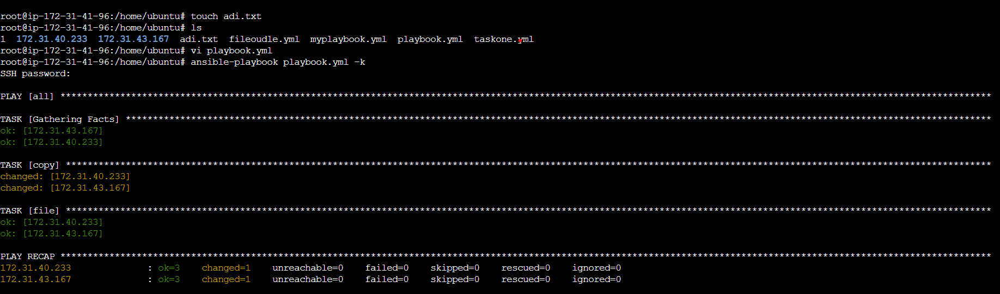 root@ip-172-31-41-96:/home/ubuntu# touch adi.txt
root@ip-172-31-41-96:/home/ubuntu# ls
1  172.31.40.233  172.31.43.167  adi.txt  fileoudle.yml  myplaybook.yml  playbook.yml  taskone.yml
root@ip-172-31-41-96:/home/ubuntu# vi playbook.yml
root@ip-172-31-41-96:/home/ubuntu# ansible-playbook playbook.yml -k
SSH password:
PLAY [all] ***************************************************************************************************************************************************************************
TASK [Gathering Facts] ***************************************************************************************************************************************************************
ok: [172.31.43.167]
ok: [172.31.40.233]
TASK [copy] **************************************************************************************************************************************************************************
changed: [172.31.40.233]
changed: [172.31.43.167]
TASK [file] **************************************************************************************************************************************************************************
ok: [172.31.40.233]
ok: [172.31.43.167]
PLAY RECAP ***************************************************************************************************************************************************************************
172.31.40.233              : ok=3    changed=1    unreachable=0    failed=0    skipped=0    rescued=0    ignored=0
172.31.43.167              : ok=3    changed=1    unreachable=0    failed=0    skipped=0    rescued=0    ignored=0